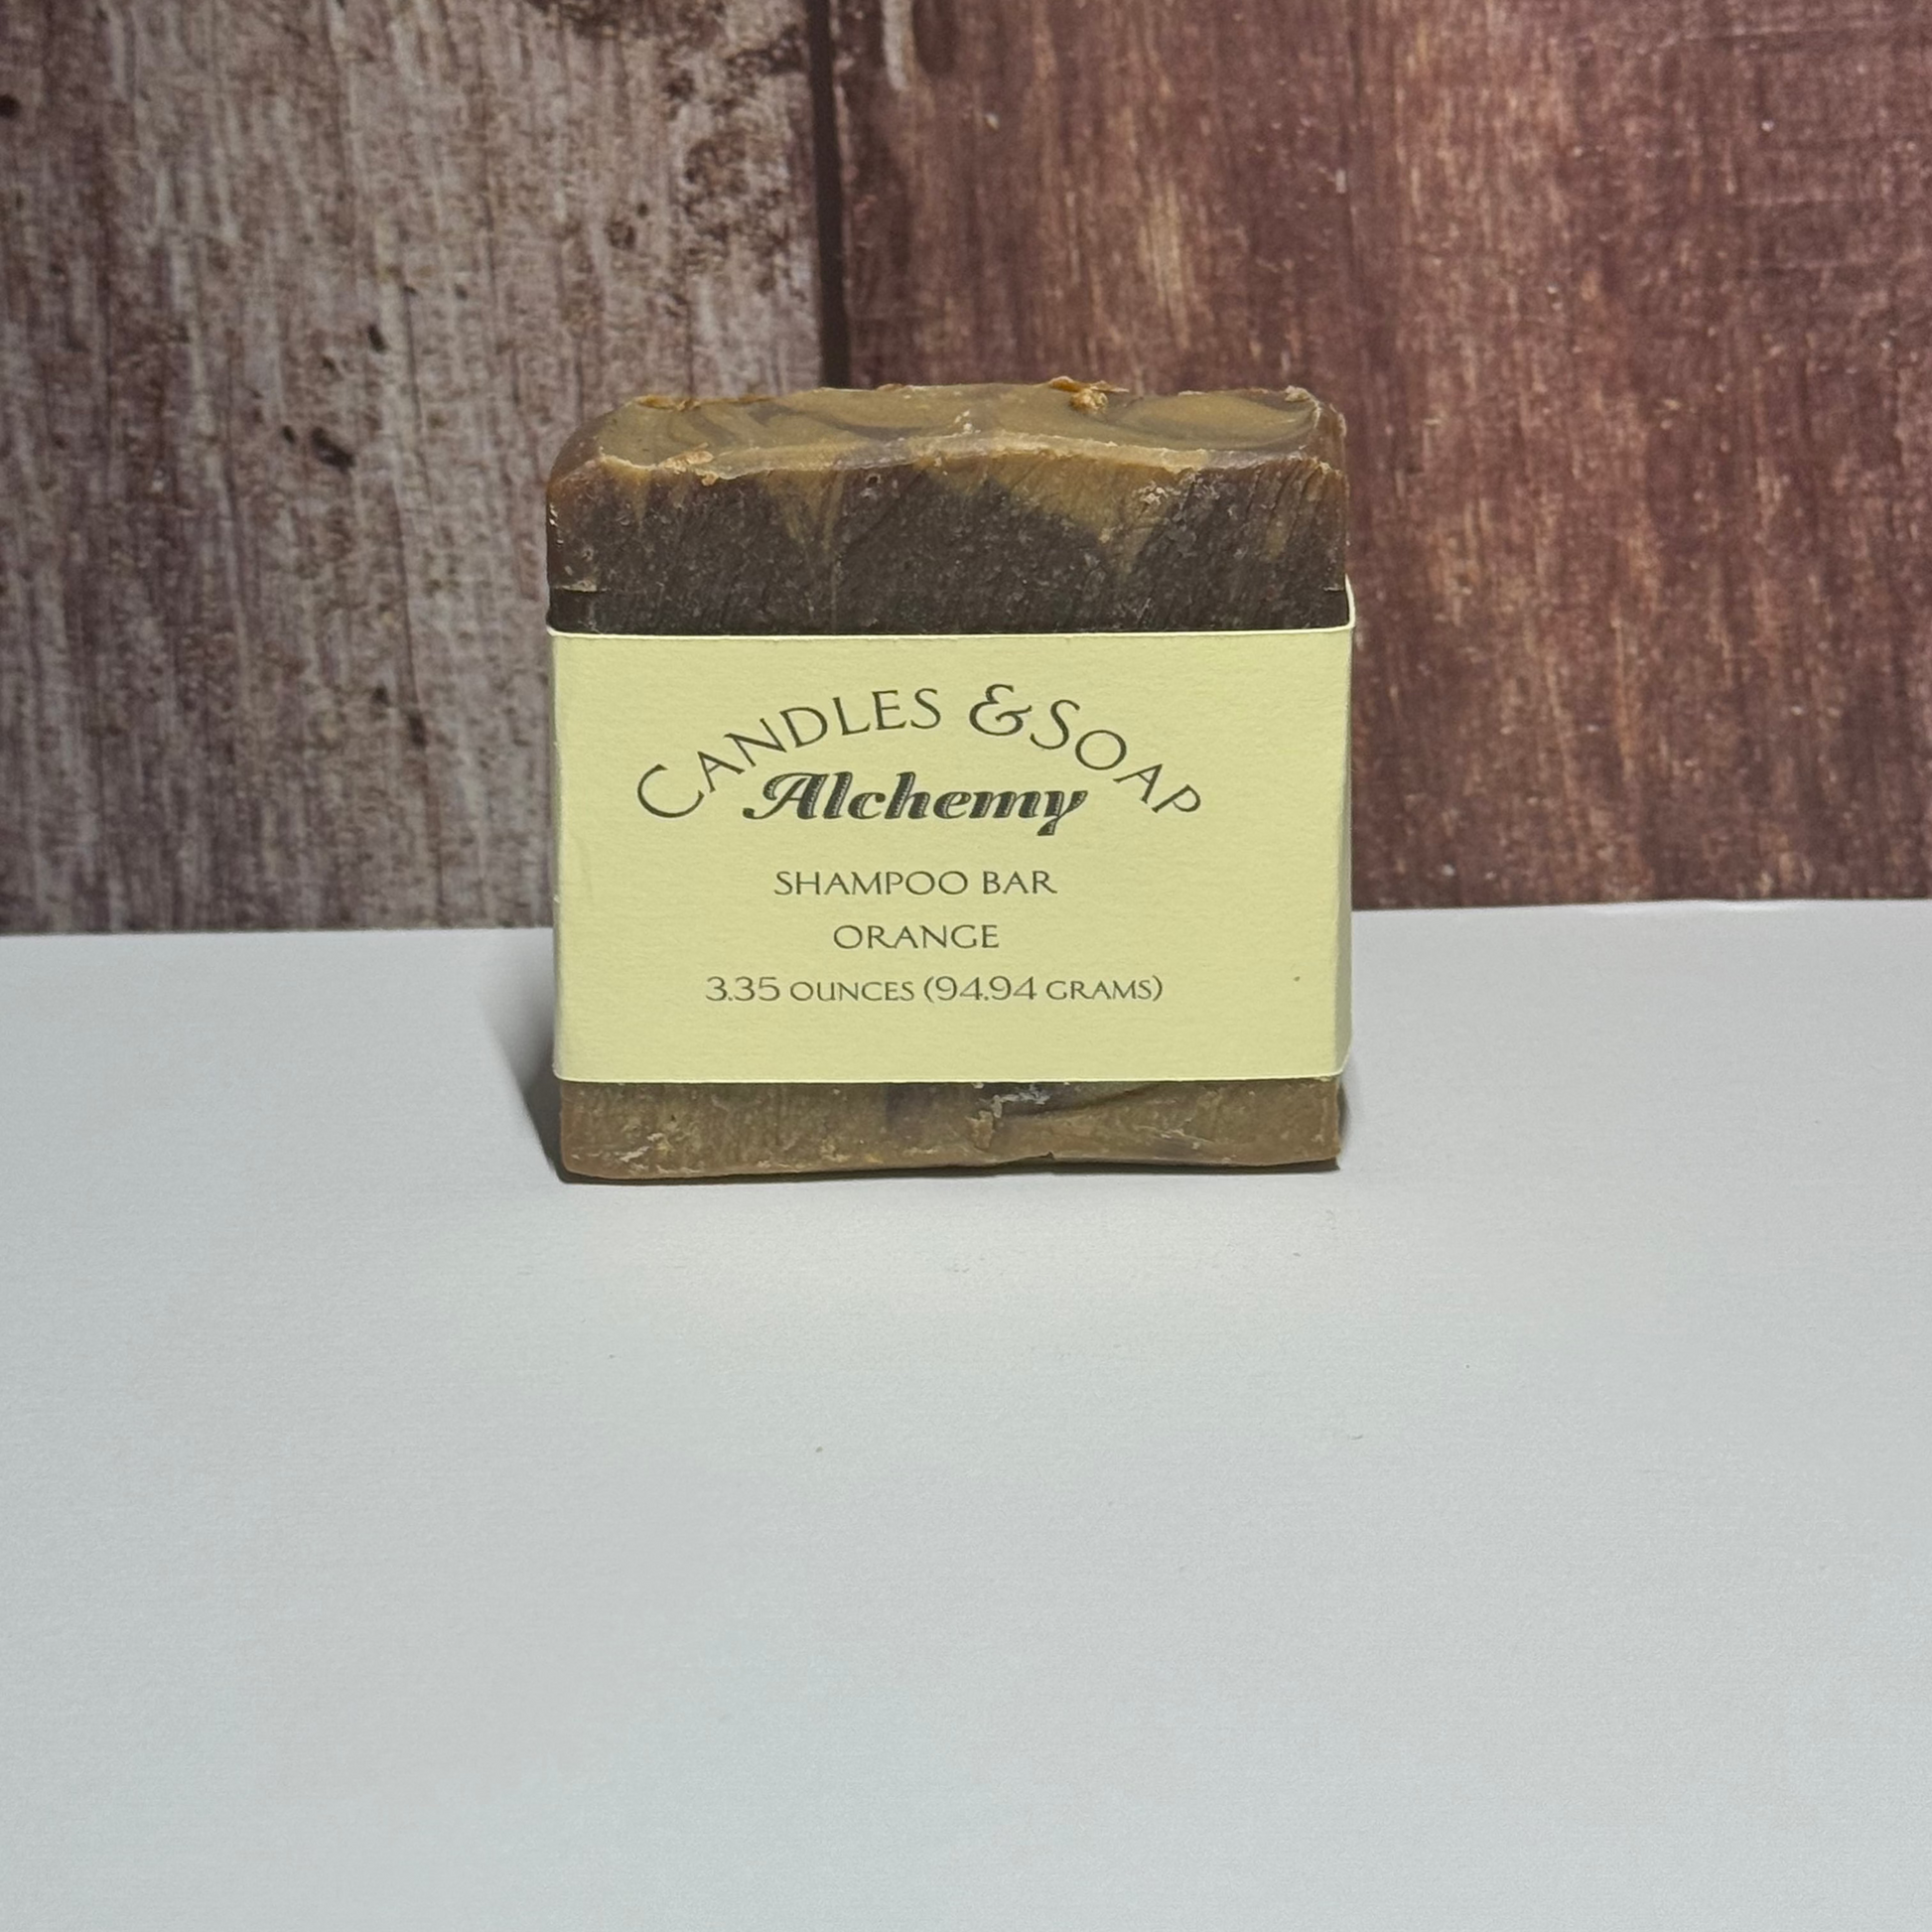 CANDLES & SOAP
Alchemy
SHAMPOO BAR
ORANGE
3.35 OUNCES (94.94 GRAMS)